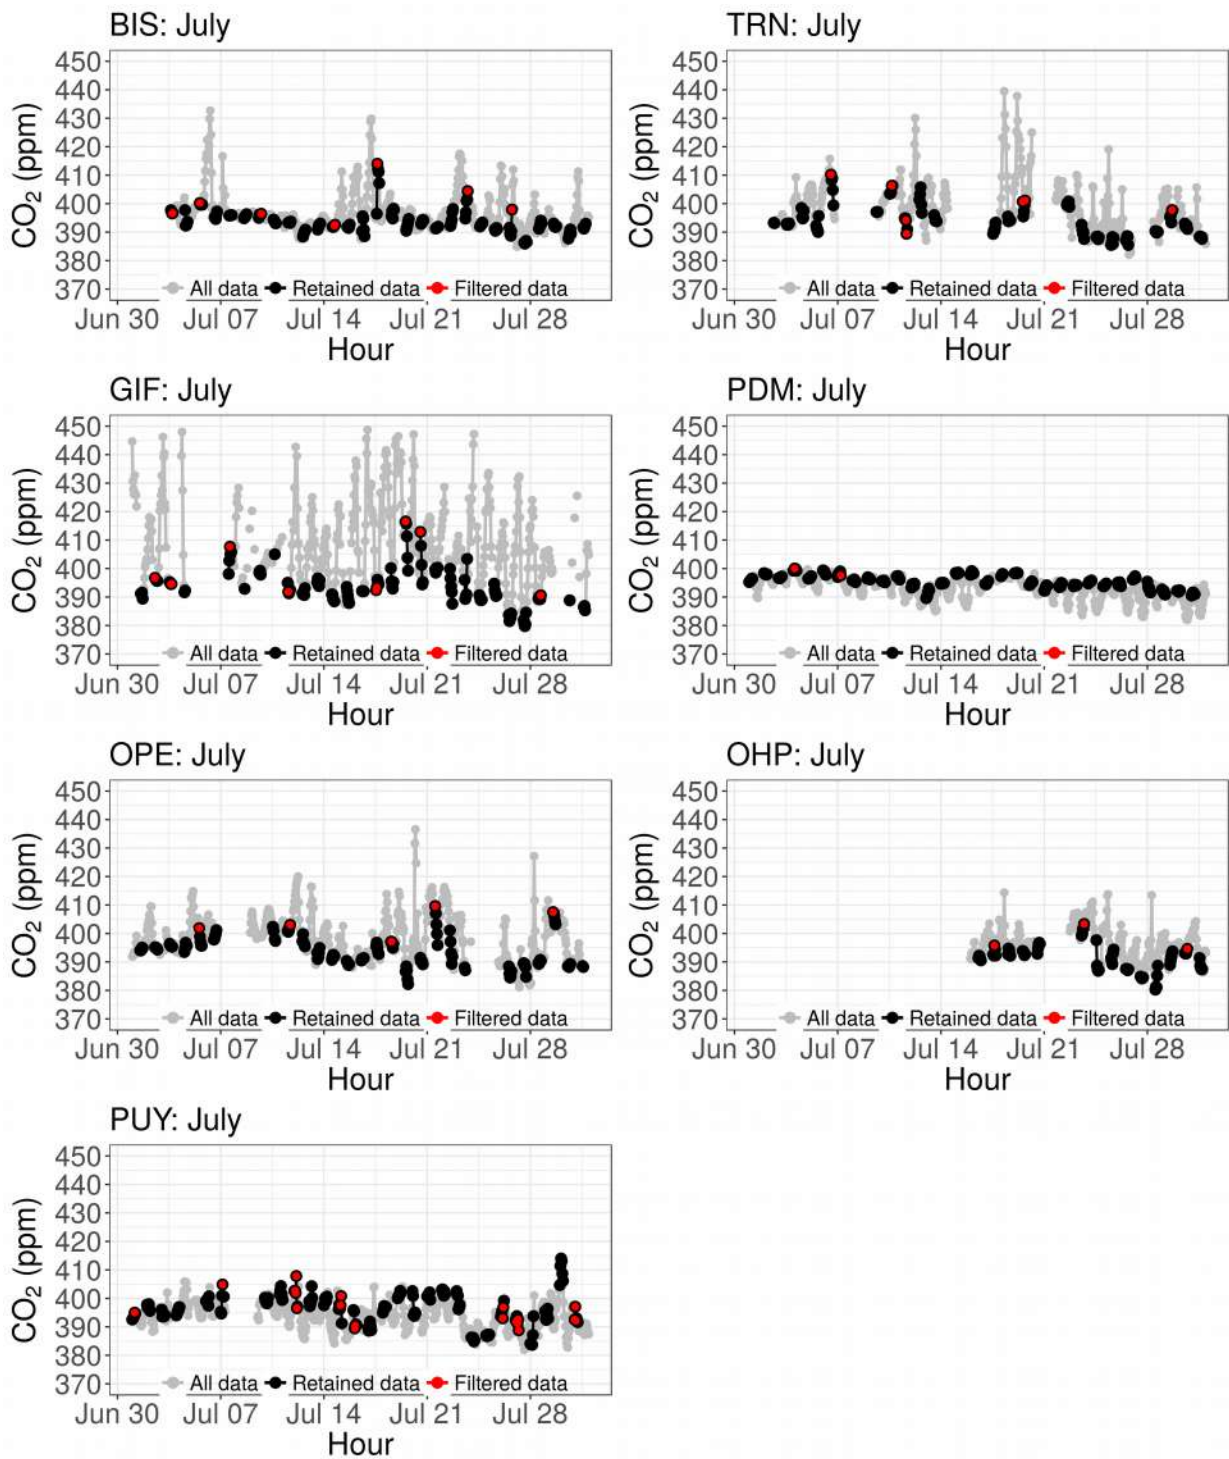 BIS: July
CO2 (ppm)
450
440
430
420
410
400
390
380
370
All data Retained data Filtered data
Jun 30 Jul 07 Jul 14 Jul 21 Jul 28
Hour
TRN: July
CO2 (ppm)
450
440
430
420
410
400
390
380
370
All data Retained data Filtered data
Jun 30 Jul 07 Jul 14 Jul 21 Jul 28
Hour
GIF: July
CO2 (ppm)
450
440
430
420
410
400
390
380
370
All data Retained data Filtered data
Jun 30 Jul 07 Jul 14 Jul 21 Jul 28
Hour
PDM: July
CO2 (ppm)
450
440
430
420
410
400
390
380
370
All data Retained data Filtered data
Jun 30 Jul 07 Jul 14 Jul 21 Jul 28
Hour
OPE: July
CO2 (ppm)
450
440
430
420
410
400
390
380
370
All data Retained data Filtered data
Jun 30 Jul 07 Jul 14 Jul 21 Jul 28
Hour
OHP: July
CO2 (ppm)
450
440
430
420
410
400
390
380
370
All data Retained data Filtered data
Jun 30 Jul 07 Jul 14 Jul 21 Jul 28
Hour
PUY: July
CO2 (ppm)
450
440
430
420
410
400
390
380
370
All data Retained data Filtered data
Jun 30 Jul 07 Jul 14 Jul 21 Jul 28
Hour